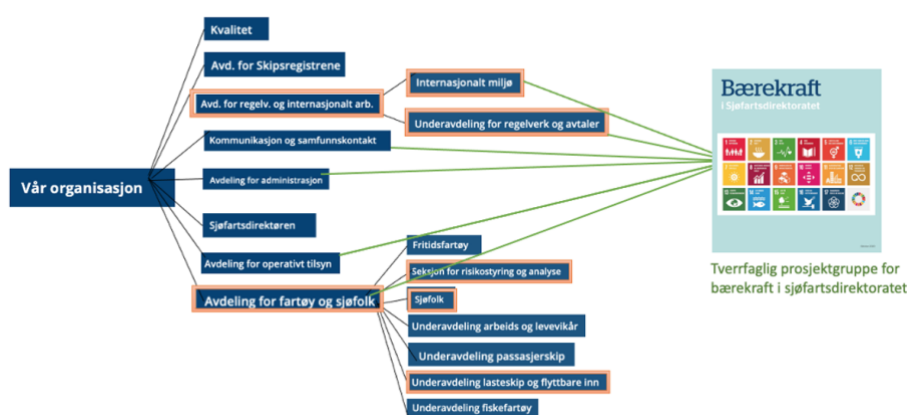 Kvalitet
Avd. for Skipsregistrene
Avd. for regelv. og internasjonalt arb.
Internasjonalt miljø
Underavdeling for regelverk og avtaler
Kommunikasjon og samfunnskontakt
Vår organisasjon
Avdeling for administrasjon
Sjøfartsdirektøren
Avdeling for operativt tilsyn
Avdeling for fartøy og sjøfolk
Fritidsfartøy
Seksjon for risikostyring og analyse
Sjøfolk
Underavdeling arbeids og levevikår
Underavdeling passasjerskip
Underavdeling lasteskip og flyttbare inn
Underavdeling fiskefartøy
Bærekraft
i Sjøfartsdirektoratet
Tverrfaglig prosjektgruppe for
bærekraft i sjøfartsdirektoratet